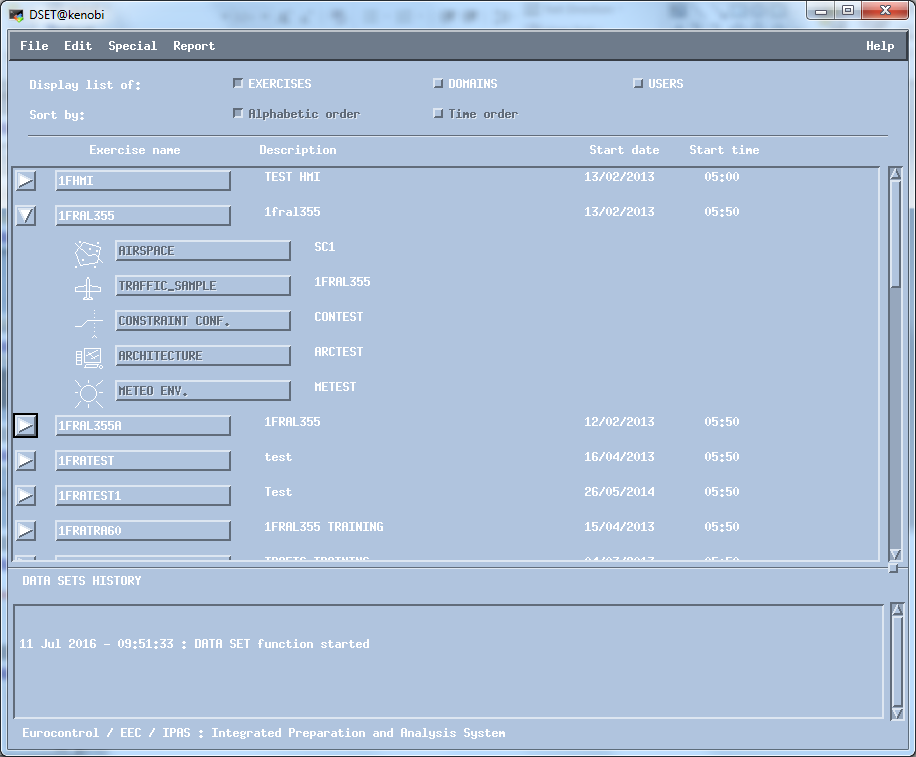 DSET@kenobi
File Edit Special Report Help
Display list of: EXERCISES DOMAINS USERS
Sort by: Alphabetic order Time order
Exercise name Description Start date Start time
1FHMI TEST HMI 13/02/2013 05:00
1FRAL355 1fral355 13/02/2013 05:50
AIRSPACE SC1
TRAFFIC_SAMPLE 1FRAL355
CONSTRAINT CONF. CONTEST
ARCHITECTURE ARCTEST
METEO ENV. METEST
1FRAL355A 1FRAL355 12/02/2013 05:50
1FRATEST test 16/04/2013 05:50
1FRATEST1 Test 26/05/2014 05:50
1FRATRA60 1FRAL355 TRAINING 15/04/2013 05:50
DATA SETS HISTORY
11 Jul 2016 - 09:51:33 : DATA SET function started
Eurocontrol / EEC / IPAS : Integrated Preparation and Analysis System